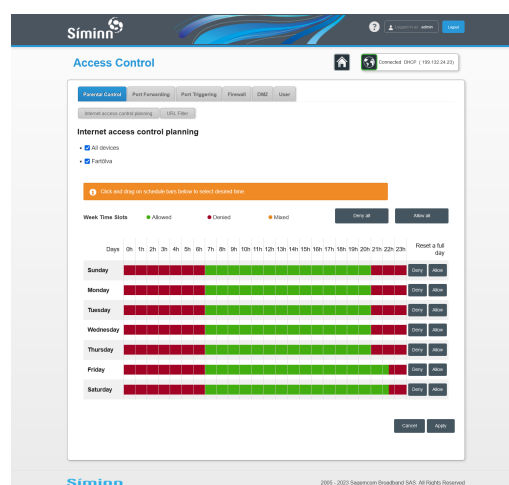 Síminn
?
Logged in as: admin
Logout
Access Control
Connected DHCP ( 199.132.24.23)
Parental Control Port Forwarding Port Triggering Firewall DMZ User
Internet access control planning URL Filter
Internet access control planning
All devices
Fartölva
Click and drag on schedule bars below to select desired time.
Week Time Slots Allowed Denied Mixed Deny all Allow all
Days 0h 1h 2h 3h 4h 5h 6h 7h 8h 9h 10h 11h 12h 13h 14h 15h 16h 17h 18h 19h 20h 21h 22h 23h Reset a full day
Sunday Deny Allow
Monday Deny Allow
Tuesday Deny Allow
Wednesday Deny Allow
Thursday Deny Allow
Friday Deny Allow
Saturday Deny Allow
Cancel Apply
Síminn 2005 - 2023 Sagemcom Broadband SAS. All Rights Reserved